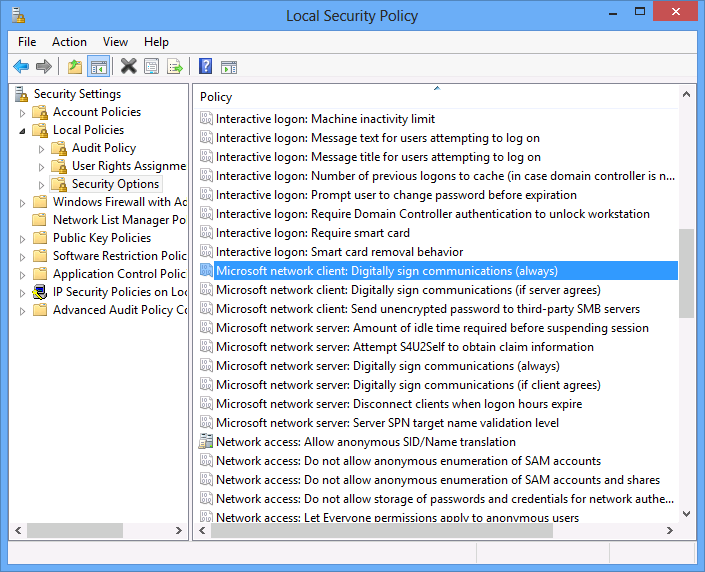 Local Security Policy
File Action View Help
Security Settings
Account Policies
Local Policies
Audit Policy
User Rights Assignme
Security Options
Windows Firewall with Ad
Network List Manager Po
Public Key Policies
Software Restriction Polic
Application Control Polic
IP Security Policies on Loc
Advanced Audit Policy Co
Policy
Interactive logon: Machine inactivity limit
Interactive logon: Message text for users attempting to log on
Interactive logon: Message title for users attempting to log on
Interactive logon: Number of previous logons to cache (in case domain controller is n...
Interactive logon: Prompt user to change password before expiration
Interactive logon: Require Domain Controller authentication to unlock workstation
Interactive logon: Require smart card
Interactive logon: Smart card removal behavior
Microsoft network client: Digitally sign communications (always)
Microsoft network client: Digitally sign communications (if server agrees)
Microsoft network client: Send unencrypted password to third-party SMB servers
Microsoft network server: Amount of idle time required before suspending session
Microsoft network server: Attempt S4U2Self to obtain claim information
Microsoft network server: Digitally sign communications (always)
Microsoft network server: Digitally sign communications (if client agrees)
Microsoft network server: Disconnect clients when logon hours expire
Microsoft network server: Server SPN target name validation level
Network access: Allow anonymous SID/Name translation
Network access: Do not allow anonymous enumeration of SAM accounts
Network access: Do not allow anonymous enumeration of SAM accounts and shares
Network access: Do not allow storage of passwords and credentials for network authe...
Network access: Let Everyone permissions apply to anonymous users